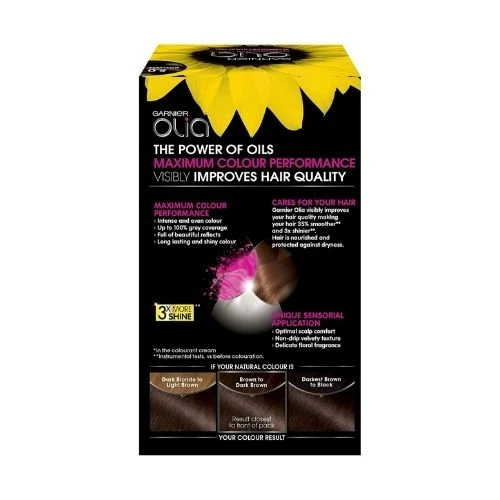 GARNIER
OLIA
GARNIER
OLIA
THE POWER OF OILS
MAXIMUM COLOUR PERFORMANCE
VISIBLY IMPROVES HAIR QUALITY
MAXIMUM COLOUR
PERFORMANCE
▸ Intense and even colour
▸ Up to 100% grey coverage
▸ Full of beautiful reflects
▸ Long lasting and shiny colour
CARES FOR YOUR HAIR
Garnier Olia visibly improves
your hair quality making
your hair 35% smoother**
and 3x shinier**.
Hair is nourished and
protected against dryness.
3X MORE
SHINE**
UNIQUE SENSORIAL
APPLICATION
▸ Optimal scalp comfort
▸ Non-drip velvety texture
▸ Delicate floral fragrance
*in the colourant cream
**Instrumental tests, vs before colouration.
IF YOUR NATURAL COLOUR IS
Dark Blonde to
Light Brown
Brown to
Dark Brown
Darkest Brown
to Black
Result closest
to front of pack
YOUR COLOUR RESULT